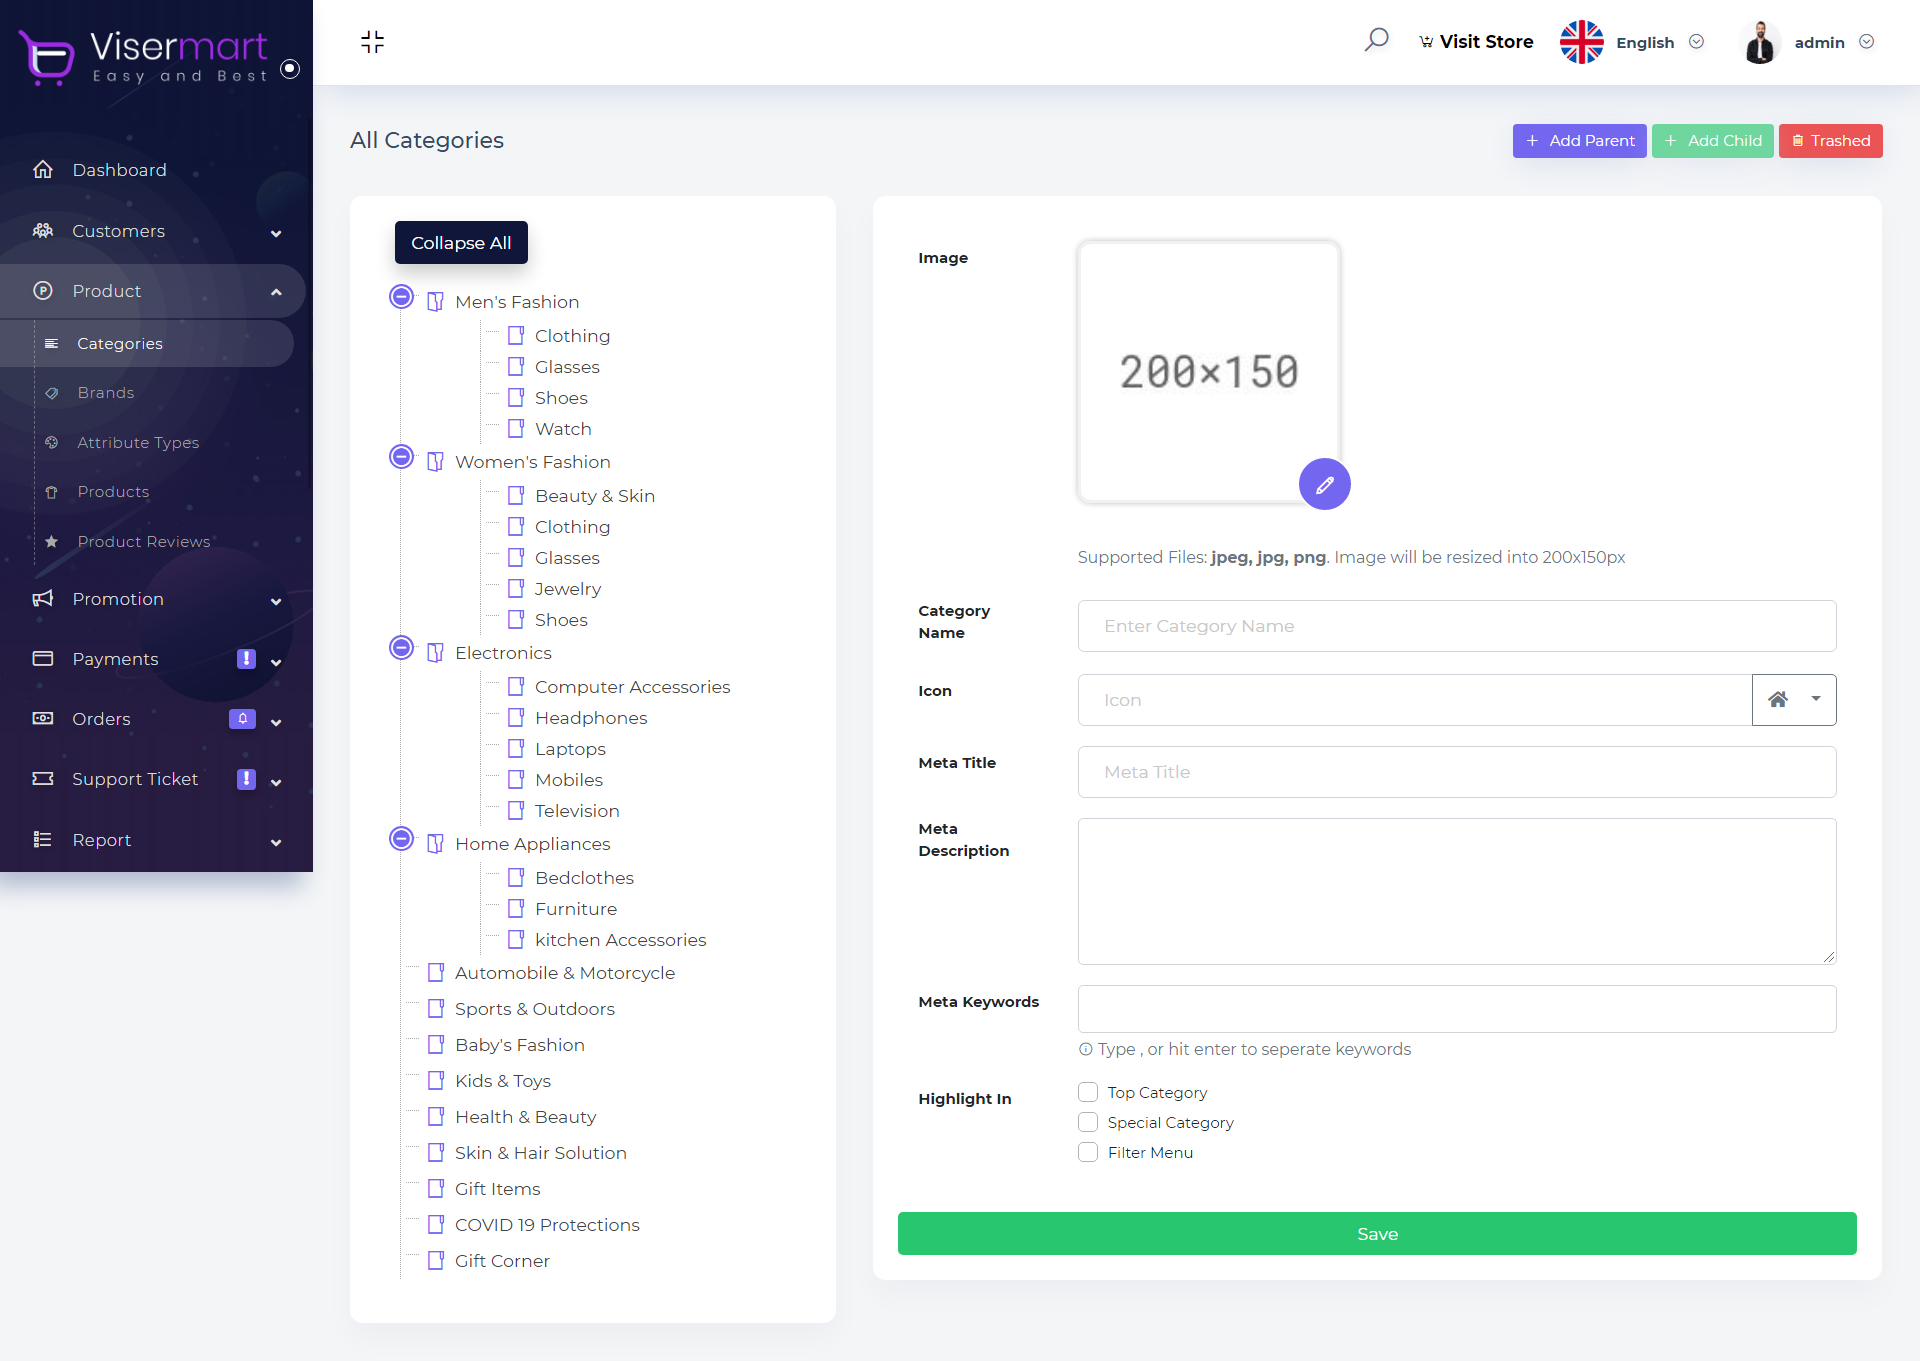 Visermart
Easy and Best
Visit Store
English
admin
Dashboard
Customers
Product
Categories
Brands
Attribute Types
Products
Product Reviews
Promotion
Payments !
Orders
Support Ticket !
Report
All Categories
+ Add Parent
+ Add Child
Trashed
Collapse All
Men's Fashion
Clothing
Glasses
Shoes
Watch
Women's Fashion
Beauty & Skin
Clothing
Glasses
Jewelry
Shoes
Electronics
Computer Accessories
Headphones
Laptops
Mobiles
Television
Home Appliances
Bedclothes
Furniture
kitchen Accessories
Automobile & Motorcycle
Sports & Outdoors
Baby's Fashion
Kids & Toys
Health & Beauty
Skin & Hair Solution
Gift Items
COVID 19 Protections
Gift Corner
Image
200×150
Supported Files: jpeg, jpg, png. Image will be resized into 200x150px
Category
Name
Enter Category Name
Icon
Icon
Meta Title
Meta Title
Meta
Description
Meta Keywords
Type , or hit enter to seperate keywords
Highlight In
Top Category
Special Category
Filter Menu
Save